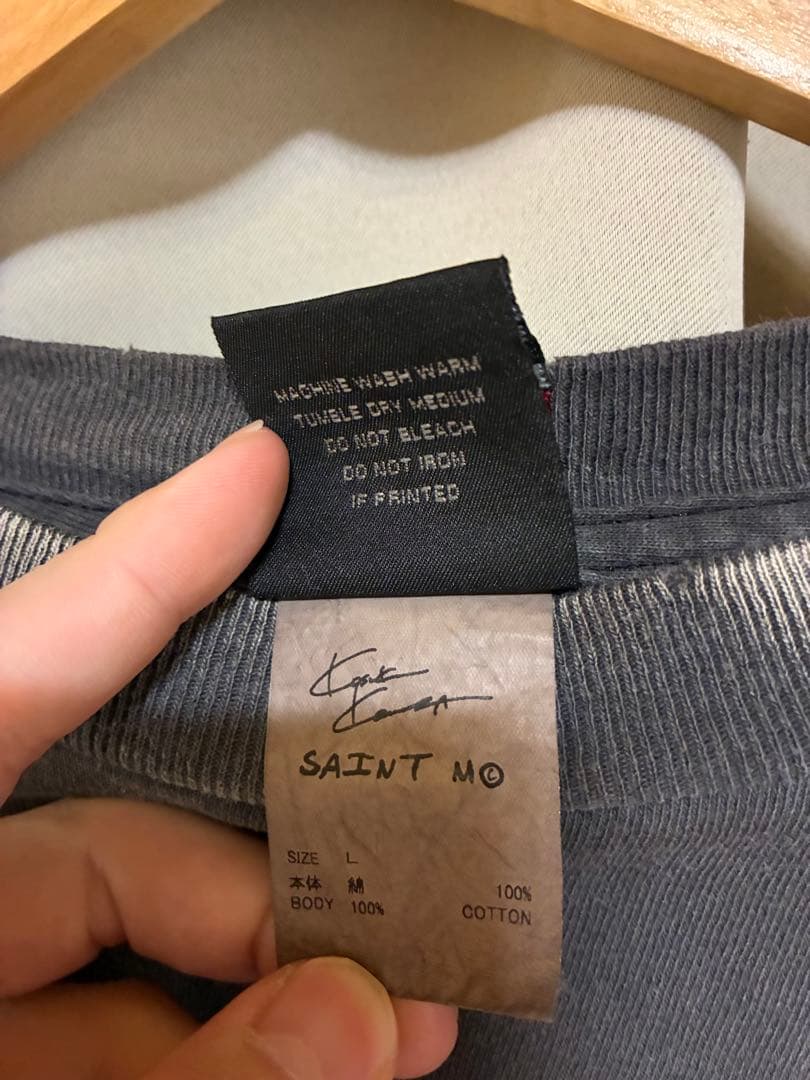 MACHINE WASH WARM
TUMBLE DRY MEDIUM
DO NOT BLEACH
DO NOT IRON
IF PRINTED
SAINT M©
SIZE L
本体 綿 100%
BODY 100% COTTON